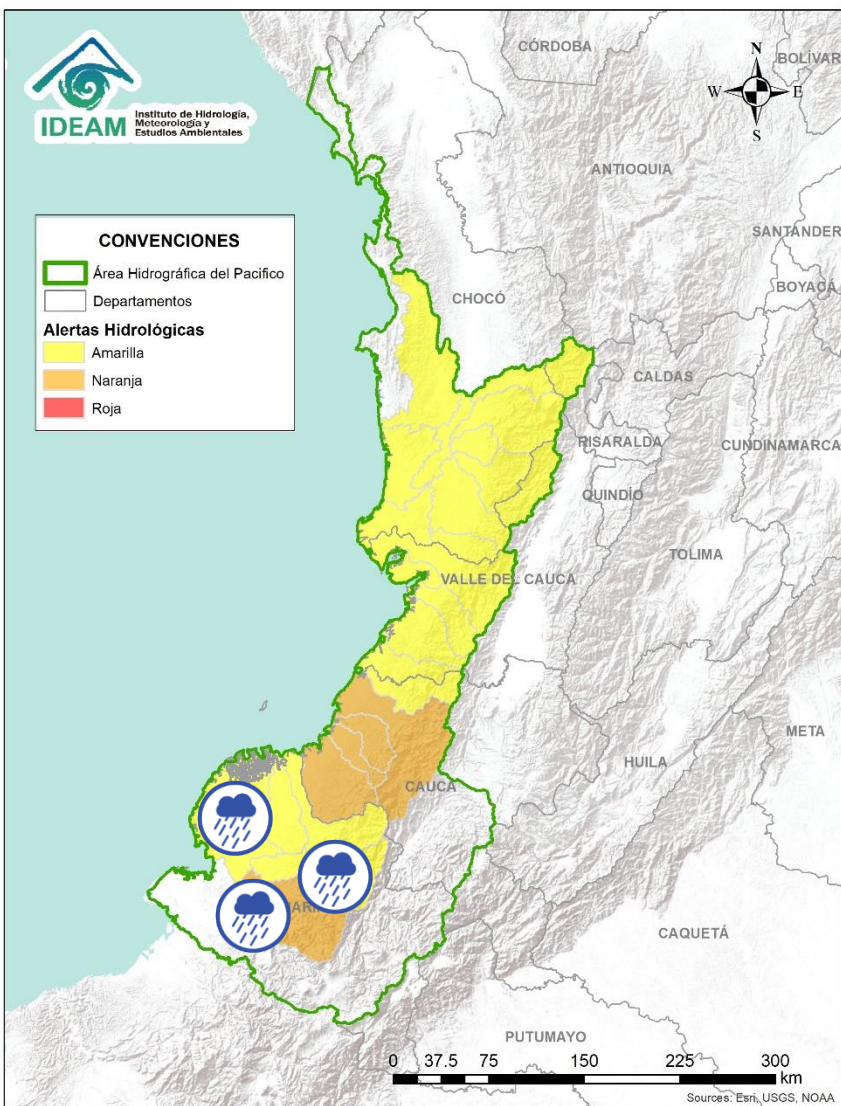 IDEAM
Instituto de Hidrología,
Meteorología y
Estudios Ambientales
N
W
E
S
CONVENCIONES
Área Hidrográfica del Pacifico
Departamentos
Alertas Hidrológicas
Amarilla
Naranja
Roja
CÓRDOBA
BOLÍVAR
ANTIOQUIA
SANTANDER
BOYACÁ
CHOCÓ
CALDAS
RISARALDA
CUNDINAMARCA
QUINDÍO
TOLIMA
VALLE DEL CAUCA
META
HUILA
CAUCA
CAQUETÁ
PUTUMAYO
0 37.5 75 150 225 300
km
Sources: Esri, USGS, NOAA